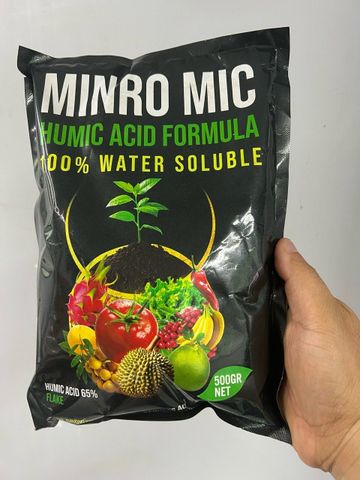 MINRO MIC
HUMIC ACID FORMULA
100% WATER SOLUBLE
HUMIC ACID 65%
FLAKE
500GR
NET